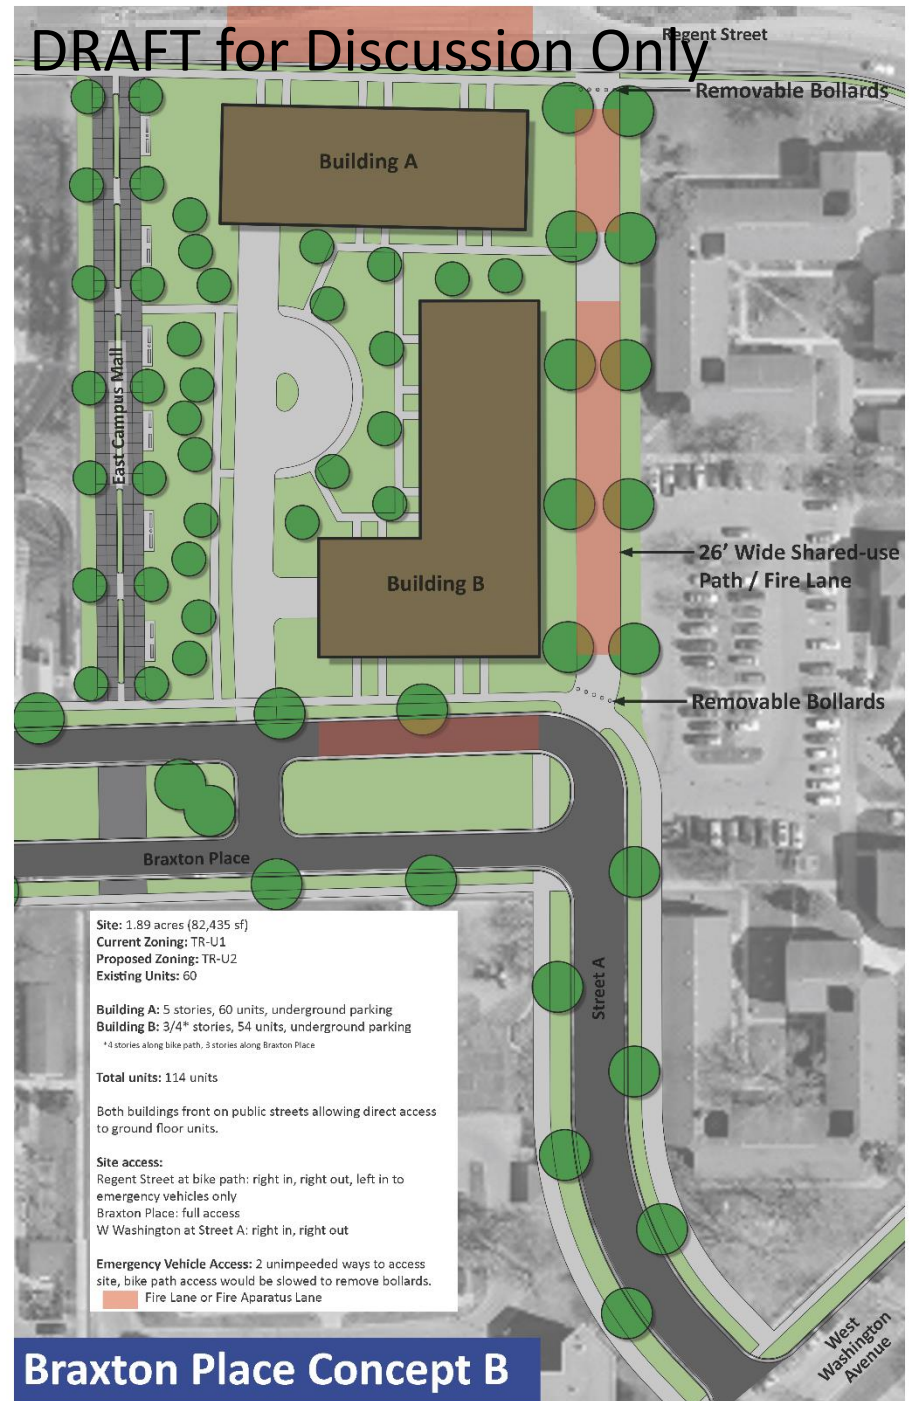 DRAFT for Discussion Only
Regent Street
Removable Bollards
Building A
East Campus Mall
26’ Wide Shared-use
Path / Fire Lane
Building B
Removable Bollards
Braxton Place
Street A
Site: 1.89 acres (82,435 sf)
Current Zoning: TR-U1
Proposed Zoning: TR-U2
Existing Units: 60
Building A: 5 stories, 60 units, underground parking
Building B: 3/4* stories, 54 units, underground parking
*4 stories along bike path, 3 stories along Braxton Place
Total units: 114 units
Both buildings front on public streets allowing direct access
to ground floor units.
Site access:
Regent Street at bike path: right in, right out, left in to
emergency vehicles only
Braxton Place: full access
W Washington at Street A: right in, right out
Emergency Vehicle Access: 2 unimpeeded ways to access
site, bike path access would be slowed to remove bollards.
Fire Lane or Fire Aparatus Lane
West
Washington
Avenue
Braxton Place Concept B